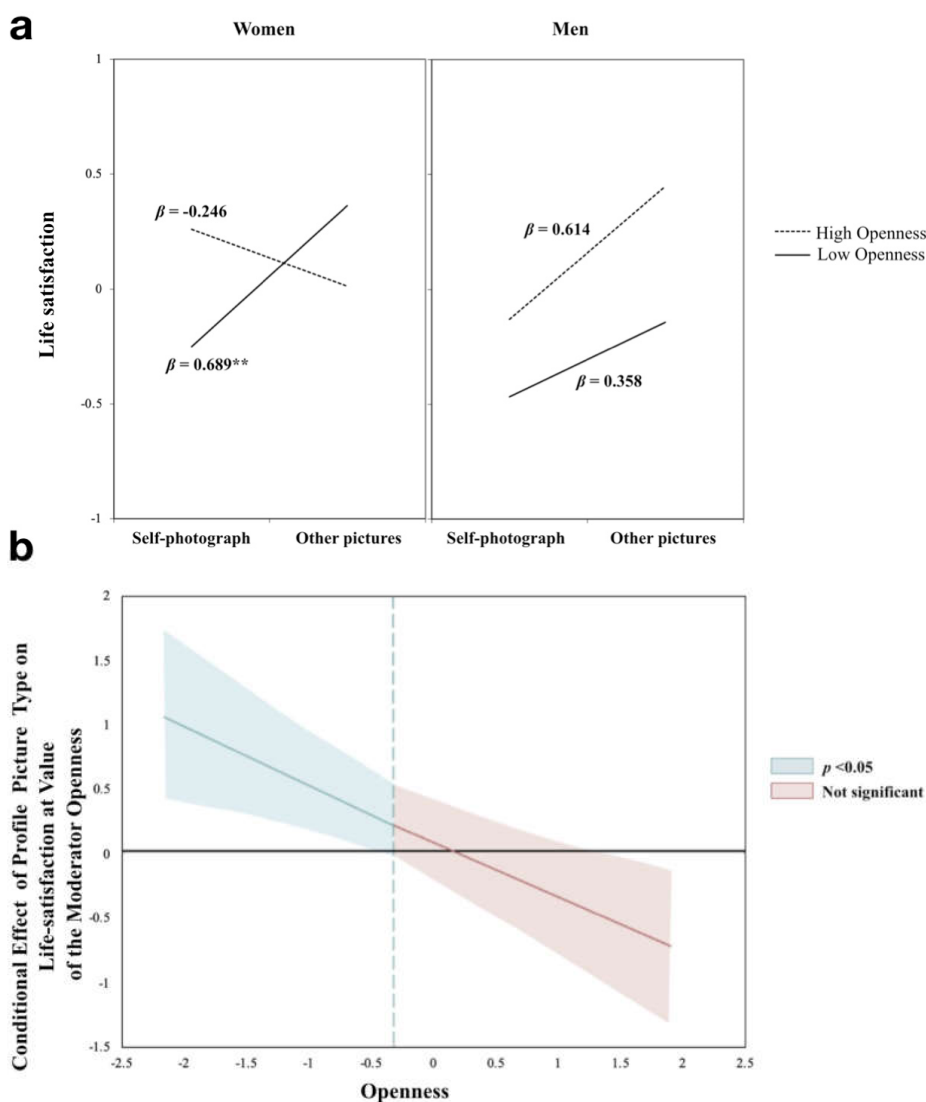 a
Women
Men
1
0.5
0
-0.5
-1
Life satisfaction
β = -0.246
β = 0.689**
β = 0.614
β = 0.358
High Openness
Low Openness
Self-photograph
Other pictures
Self-photograph
Other pictures
b
Conditional Effect of Profile Picture Type on
Life-satisfaction at Value
of the Moderator Openness
2
1.5
1
0.5
0
-0.5
-1
-1.5
-2.5
-2
-1.5
-1
-0.5
0
0.5
1
1.5
2
2.5
Openness
p <0.05
Not significant